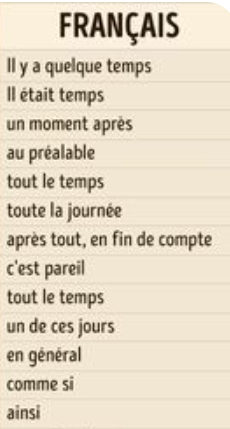 FRANÇAIS
Il y a quelque temps
Il était temps
un moment après
au préalable
tout le temps
toute la journée
après tout, en fin de compte
c'est pareil
tout le temps
un de ces jours
en général
comme si
ainsi